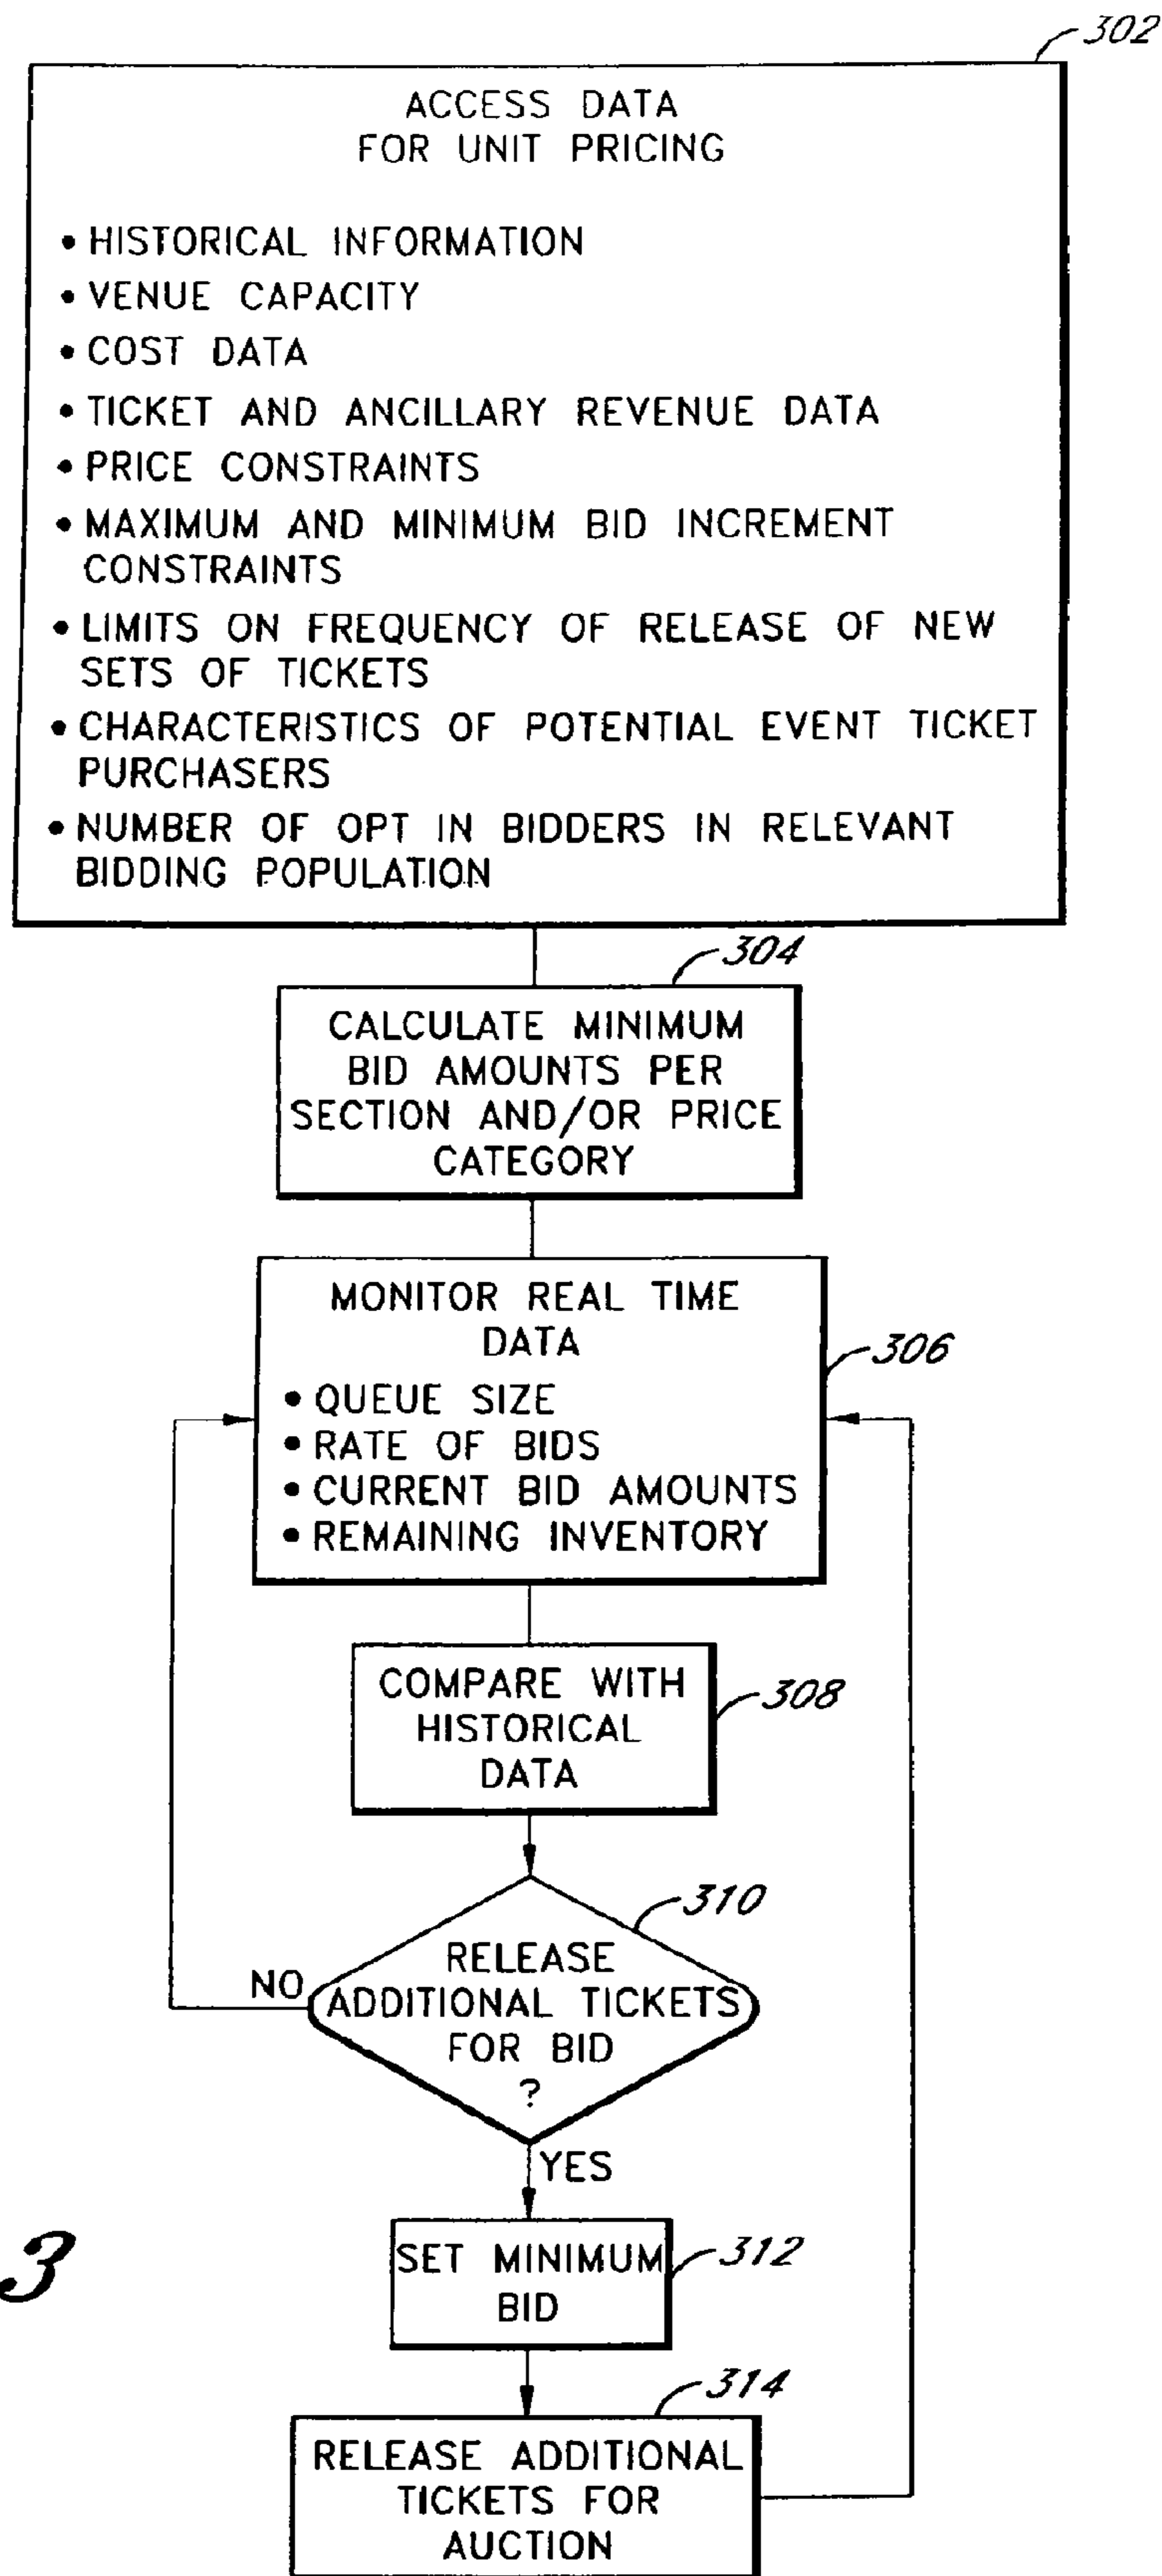 302
ACCESS DATA
FOR UNIT PRICING
• HISTORICAL INFORMATION
• VENUE CAPACITY
• COST DATA
• TICKET AND ANCILLARY REVENUE DATA
• PRICE CONSTRAINTS
• MAXIMUM AND MINIMUM BID INCREMENT
CONSTRAINTS
• LIMITS ON FREQUENCY OF RELEASE OF NEW
SETS OF TICKETS
• CHARACTERISTICS OF POTENTIAL EVENT TICKET
PURCHASERS
• NUMBER OF OPT IN BIDDERS IN RELEVANT
BIDDING POPULATION
304
CALCULATE MINIMUM
BID AMOUNTS PER
SECTION AND/OR PRICE
CATEGORY
MONITOR REAL TIME
DATA
306
• QUEUE SIZE
• RATE OF BIDS
• CURRENT BID AMOUNTS
• REMAINING INVENTORY
COMPARE WITH
308
HISTORICAL
DATA
310
RELEASE
NO
ADDITIONAL TICKETS
FOR BID
?
YES
SET MINIMUM
312
BID
3
314
RELEASE ADDITIONAL
TICKETS FOR
AUCTION